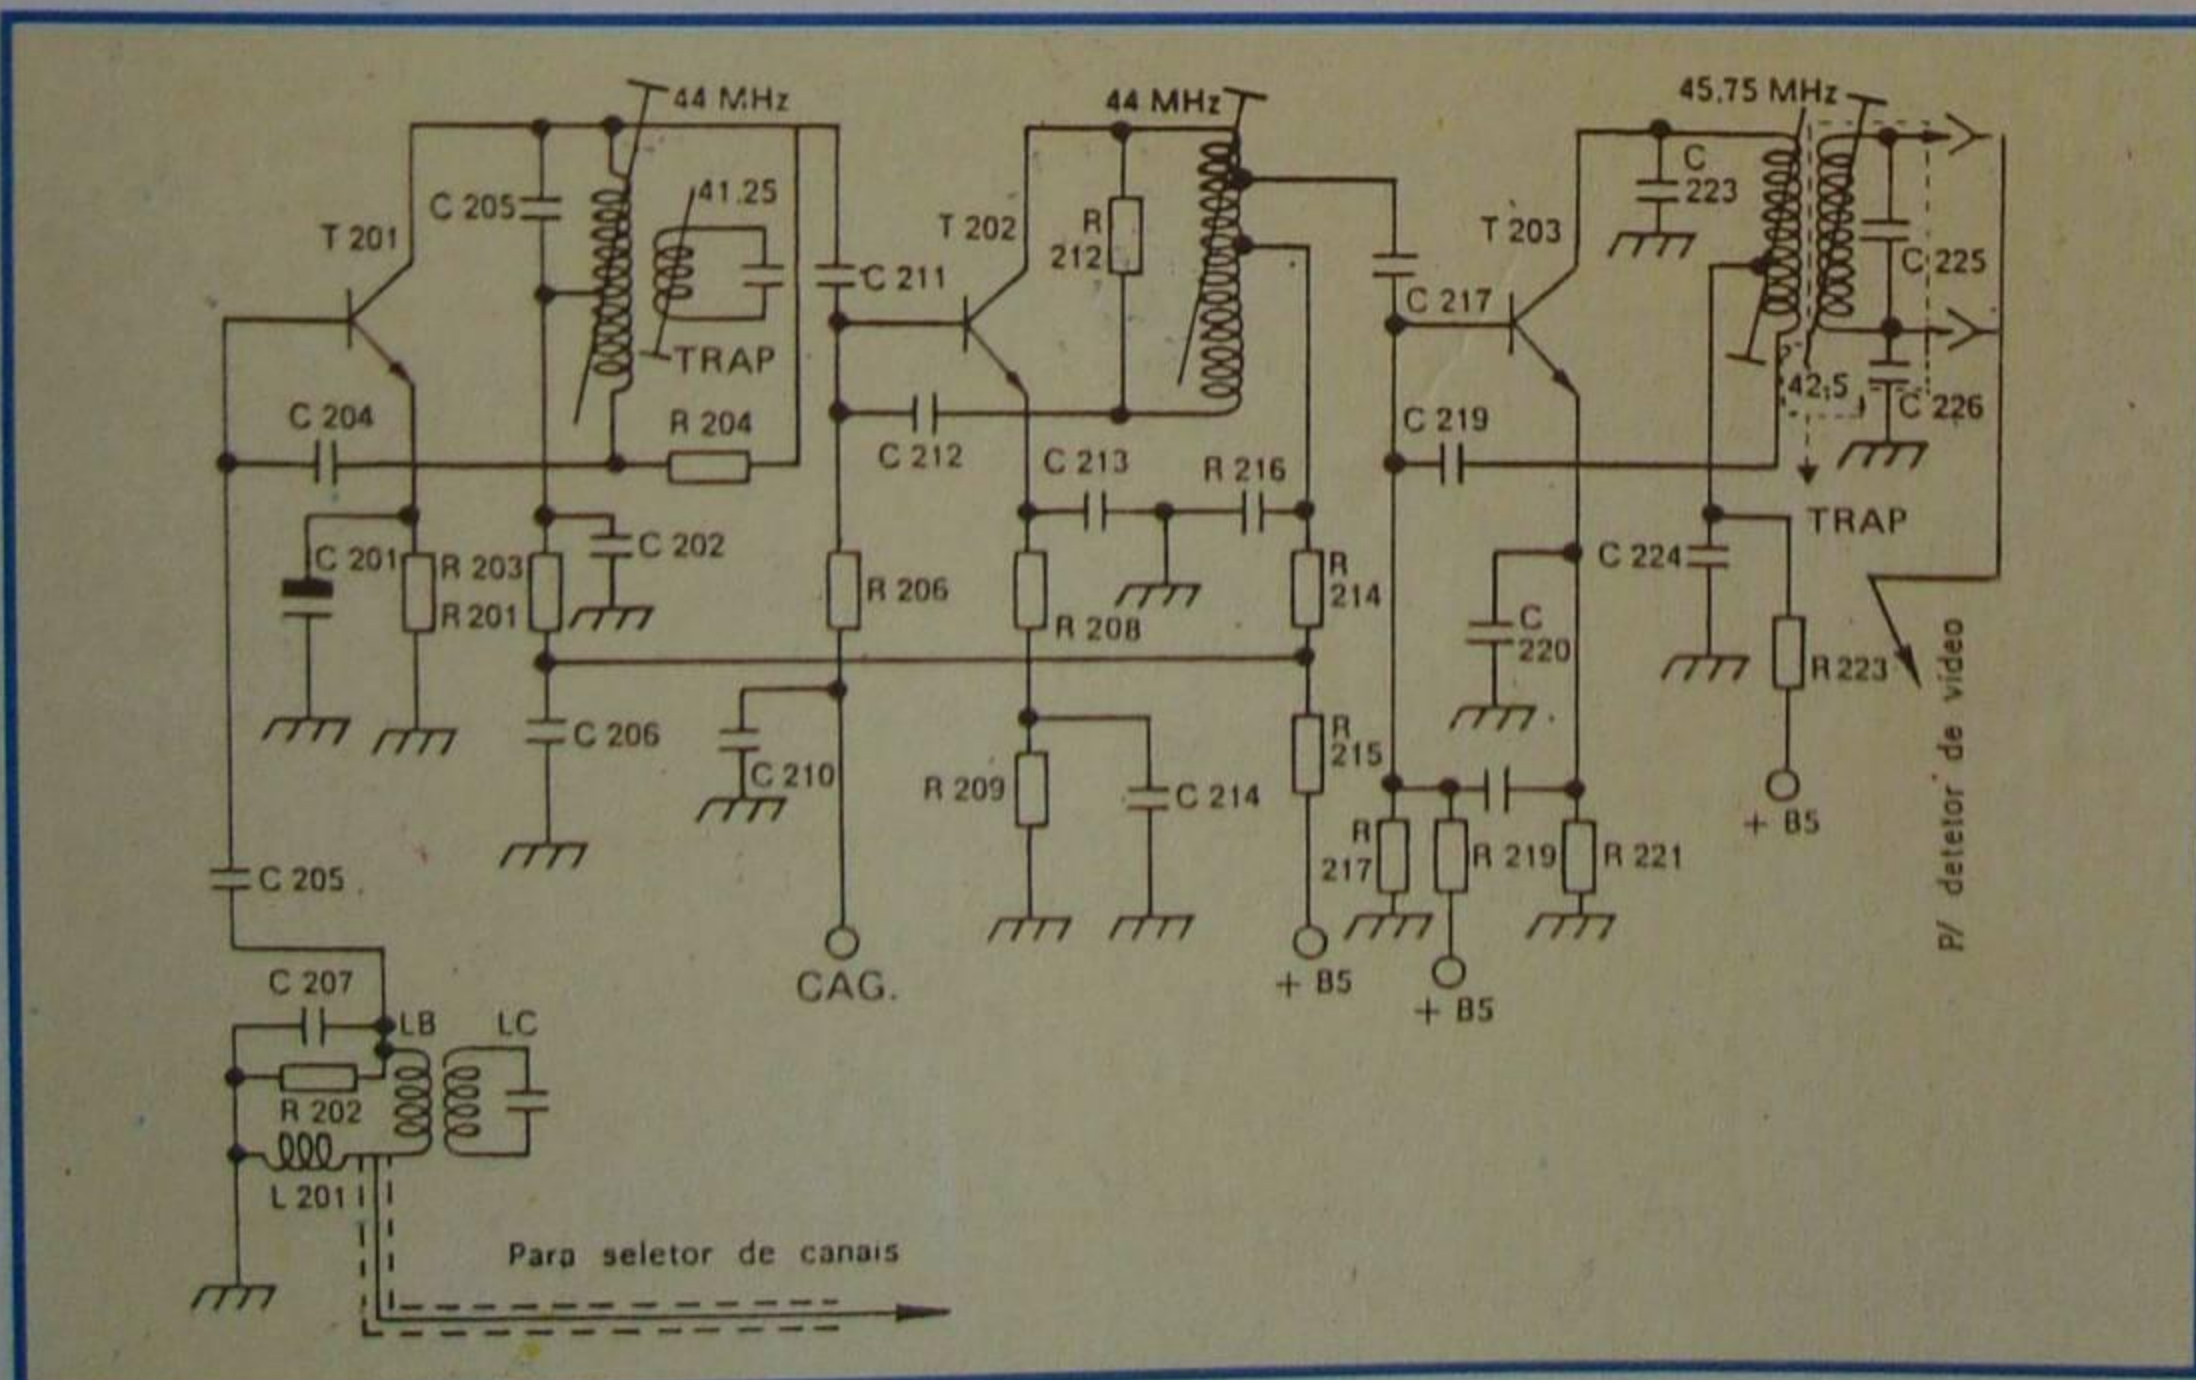 44 MHz
44 MHz
45.75 MHz
C 205
41.25
T 201
T 202
R
212
T 203
C
223
C 211
C 225
C 217
TRAP
42,5
C 226
C 204
R 204
C 212
C 213
R 216
C 219
TRAP
C 201
R 203
R 201
C 202
R 206
R 208
R
214
C 224
C
220
R 223
C 206
C 210
R 209
C 214
R
215
R
217
R 219
R 221
+ B5
P/ detetor de vídeo
C 205
CAG.
+ B5
+ B5
C 207
LB
LC
R 202
L 201
Para seletor de canais